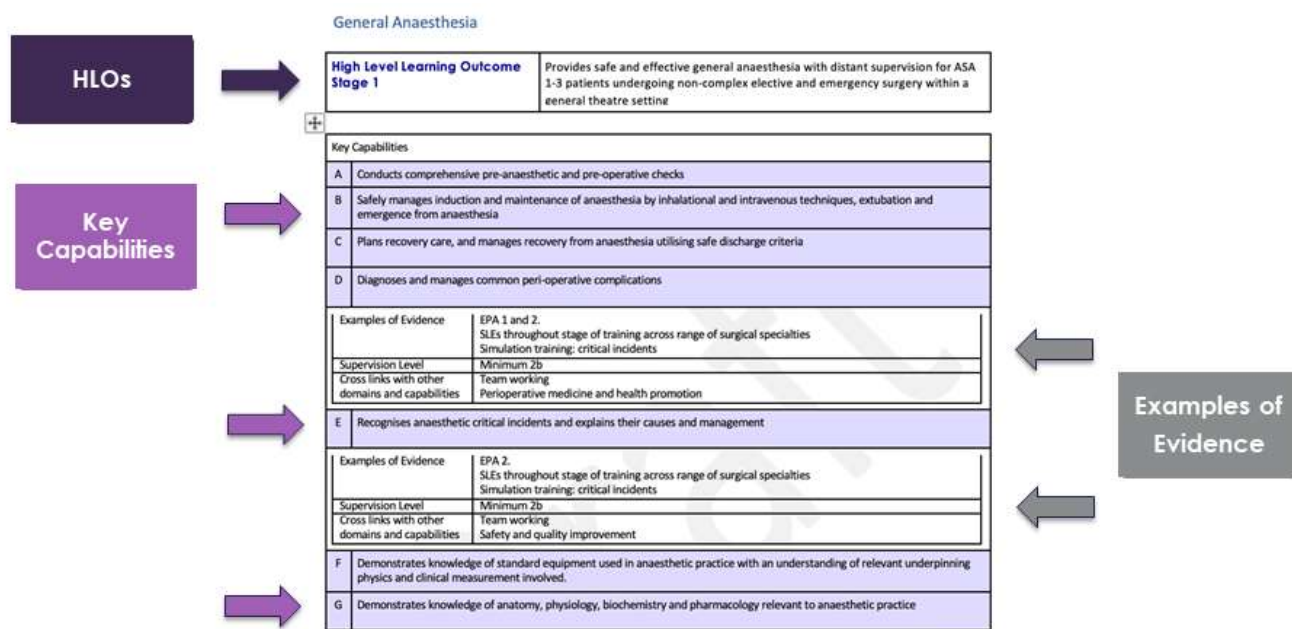 General Anaesthesia
HLOs
High Level Learning Outcome
Stage 1
Provides safe and effective general anaesthesia with distant supervision for ASA
1-3 patients undergoing non-complex elective and emergency surgery within a
general theatre setting
Key
Capabilities
Key Capabilities
A Conducts comprehensive pre-anaesthetic and pre-operative checks
B Safely manages induction and maintenance of anaesthesia by inhalational and intravenous techniques, extubation and
emergence from anaesthesia
C Plans recovery care, and manages recovery from anaesthesia utilising safe discharge criteria
D Diagnoses and manages common peri-operative complications
Examples of Evidence EPA 1 and 2.
SLEs throughout stage of training across range of surgical specialties
Simulation training: critical incidents
Supervision Level Minimum 2b
Cross links with other Team working
domains and capabilities Perioperative medicine and health promotion
Examples of
Evidence
E Recognises anaesthetic critical incidents and explains their causes and management
Examples of Evidence EPA 2.
SLEs throughout stage of training across range of surgical specialties
Simulation training: critical incidents
Supervision Level Minimum 2b
Cross links with other Team working
domains and capabilities Safety and quality improvement
F Demonstrates knowledge of standard equipment used in anaesthetic practice with an understanding of relevant underpinning
physics and clinical measurement involved.
G Demonstrates knowledge of anatomy, physiology, biochemistry and pharmacology relevant to anaesthetic practice